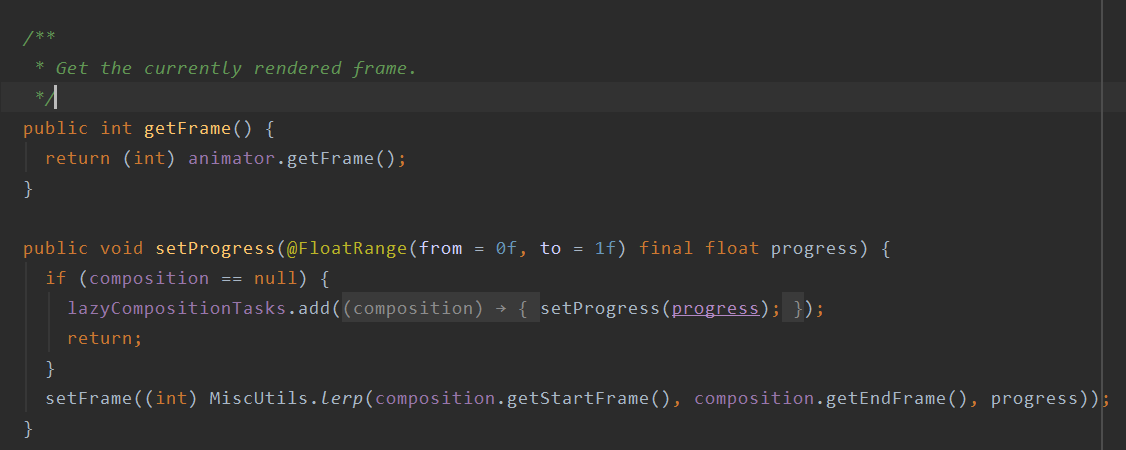 /**
 * Get the currently rendered frame.
 */
public int getFrame() {
  return (int) animator.getFrame();
}

public void setProgress(@FloatRange(from = 0f, to = 1f) final float progress) {
  if (composition == null) {
    lazyCompositionTasks.add((composition) → { setProgress(progress); });
    return;
  }
  setFrame((int) MiscUtils.lerp(composition.getStartFrame(), composition.getEndFrame(), progress));
}